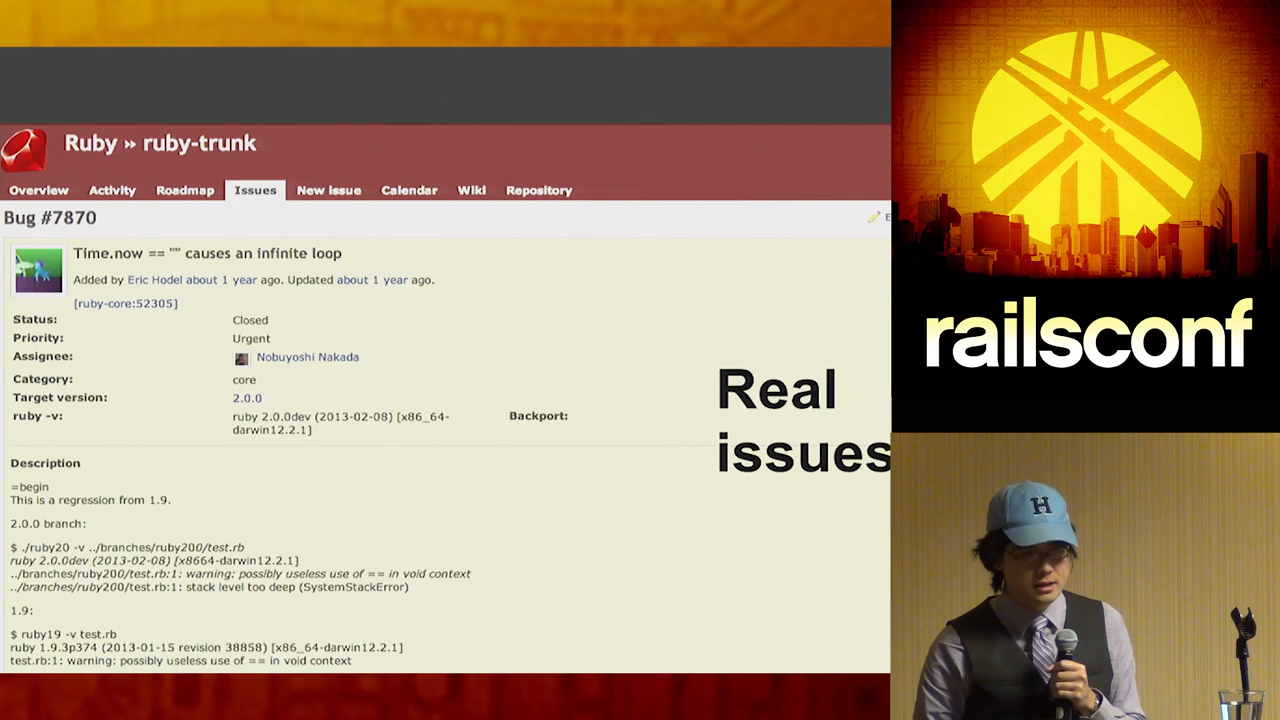 Ruby » ruby-trunk
Overview Activity Roadmap Issues New issue Calendar Wiki Repository
Bug #7870
Time.now == "" causes an infinite loop
Added by Eric Hodel about 1 year ago. Updated about 1 year ago.
[ruby-core:52305]
Status: Closed
Priority: Urgent
Assignee: Nobuyoshi Nakada
Category: core
Target version: 2.0.0
ruby -v: ruby 2.0.0dev (2013-02-08) [x86_64-
darwin12.2.1]
Backport:
Description
=begin
This is a regression from 1.9.
2.0.0 branch:
$ ./ruby20 -v ../branches/ruby200/test.rb
ruby 2.0.0dev (2013-02-08) [x8664-darwin12.2.1]
../branches/ruby200/test.rb:1: warning: possibly useless use of == in void context
../branches/ruby200/test.rb:1: stack level too deep (SystemStackError)
1.9:
$ ruby19 -v test.rb
ruby 1.9.3p374 (2013-01-15 revision 38858) [x86_64-darwin12.2.1]
test.rb:1: warning: possibly useless use of == in void context
Real
issues
railsconf
H